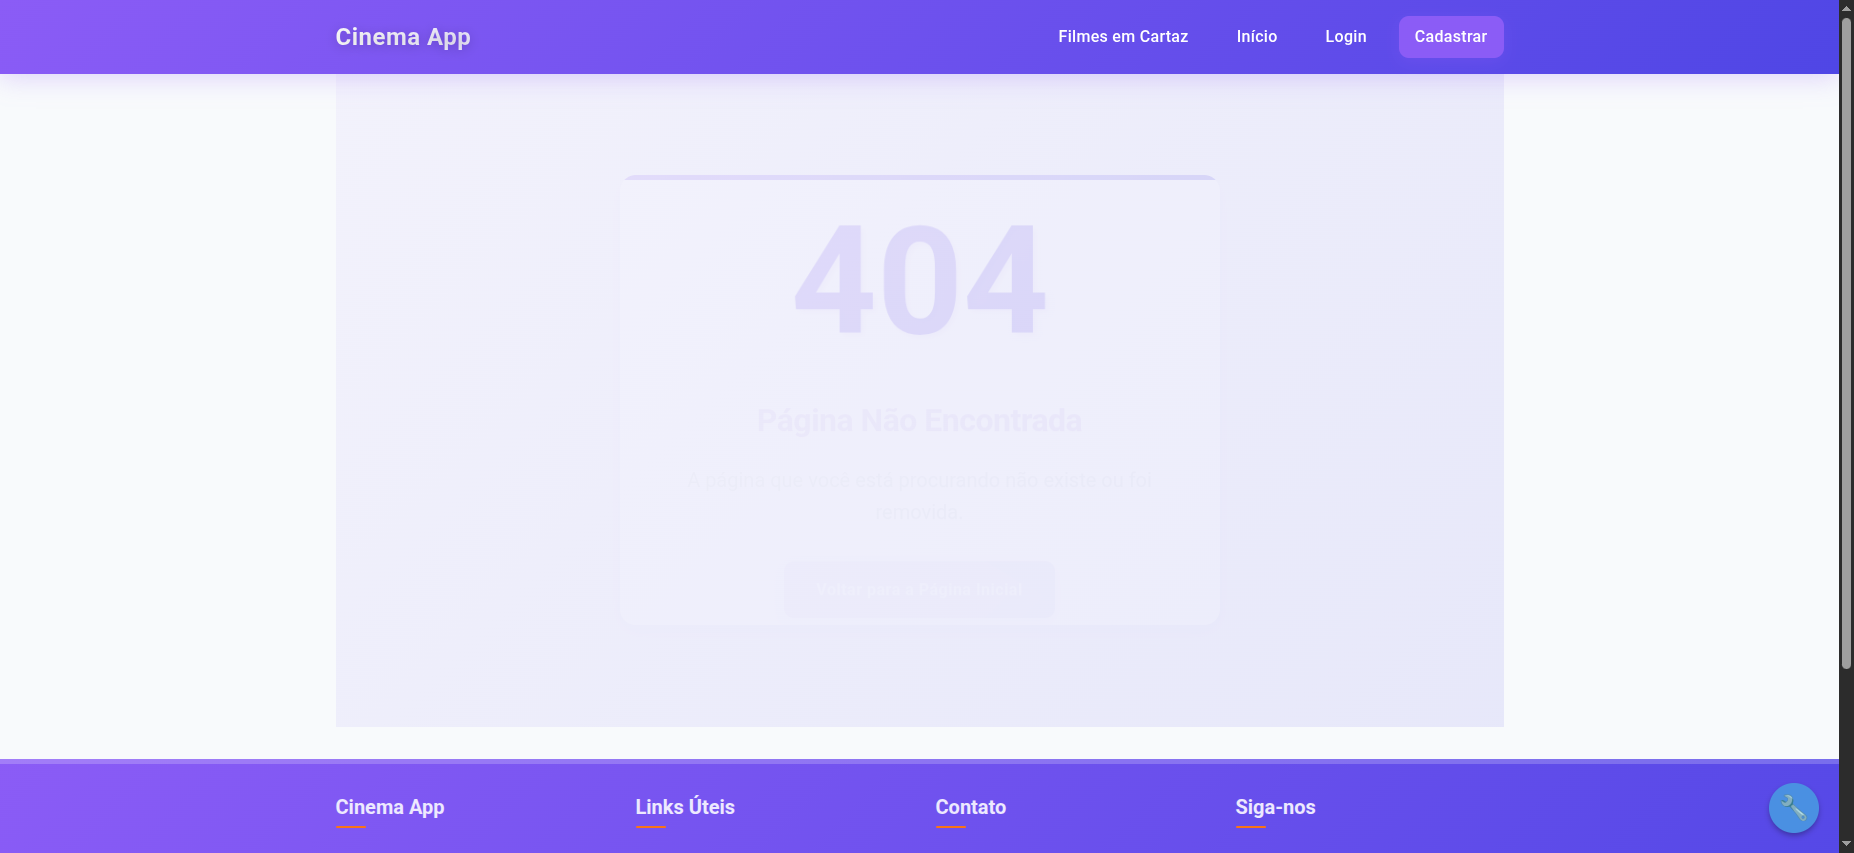 Cinema App
Filmes em Cartaz
Início
Login
Cadastrar
404
Página Não Encontrada
A página que você está procurando não existe ou foi
removida.
Voltar para a Página Inicial
Cinema App
Links Úteis
Contato
Siga-nos